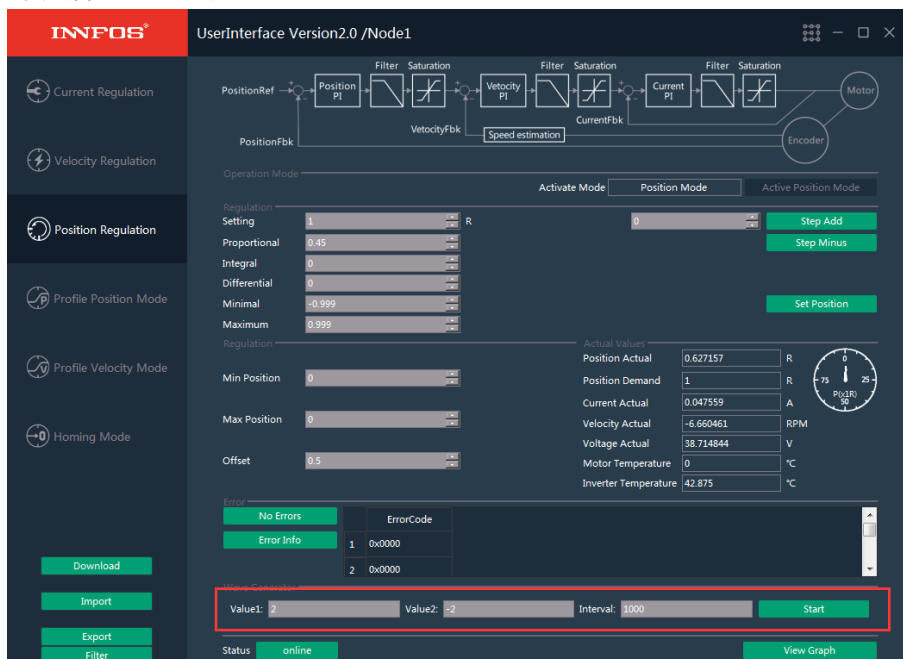 INNFOS®
UserInterface Version2.0 /Node1
Current Regulation
Velocity Regulation
Position Regulation
Profile Position Mode
Profile Velocity Mode
Homing Mode
Download
Import
Export
Filter
Filter Saturation Filter Saturation Filter Saturation
PositionRef + - Position PI + - Vetocity PI + - Current PI Motor
VetocityFbk Speed estimation CurrentFbk
PositionFbk Encoder
Operation Mode
Activate Mode Position Mode Active Position Mode
Regulation
Setting 1 R 0 Step Add
Proportional 0.45 Step Minus
Integral 0
Differential 0
Minimal -0.999 Set Position
Maximum 0.999
Regulation
Min Position 0
Max Position 0
Offset 0.5
Actual Values
Position Actual 0.627157 R
Position Demand 1 R
Current Actual 0.047559 A
Velocity Actual -6.660461 RPM
Voltage Actual 38.714844 V
Motor Temperature 0 ℃
Inverter Temperature 42.875 ℃
0
75 25
P(x1R)
50
Error
No Errors
Error Info
ErrorCode
1 0x0000
2 0x0000
Wave Generator
Value1: 2 Value2: -2 Interval: 1000 Start
Status online View Graph